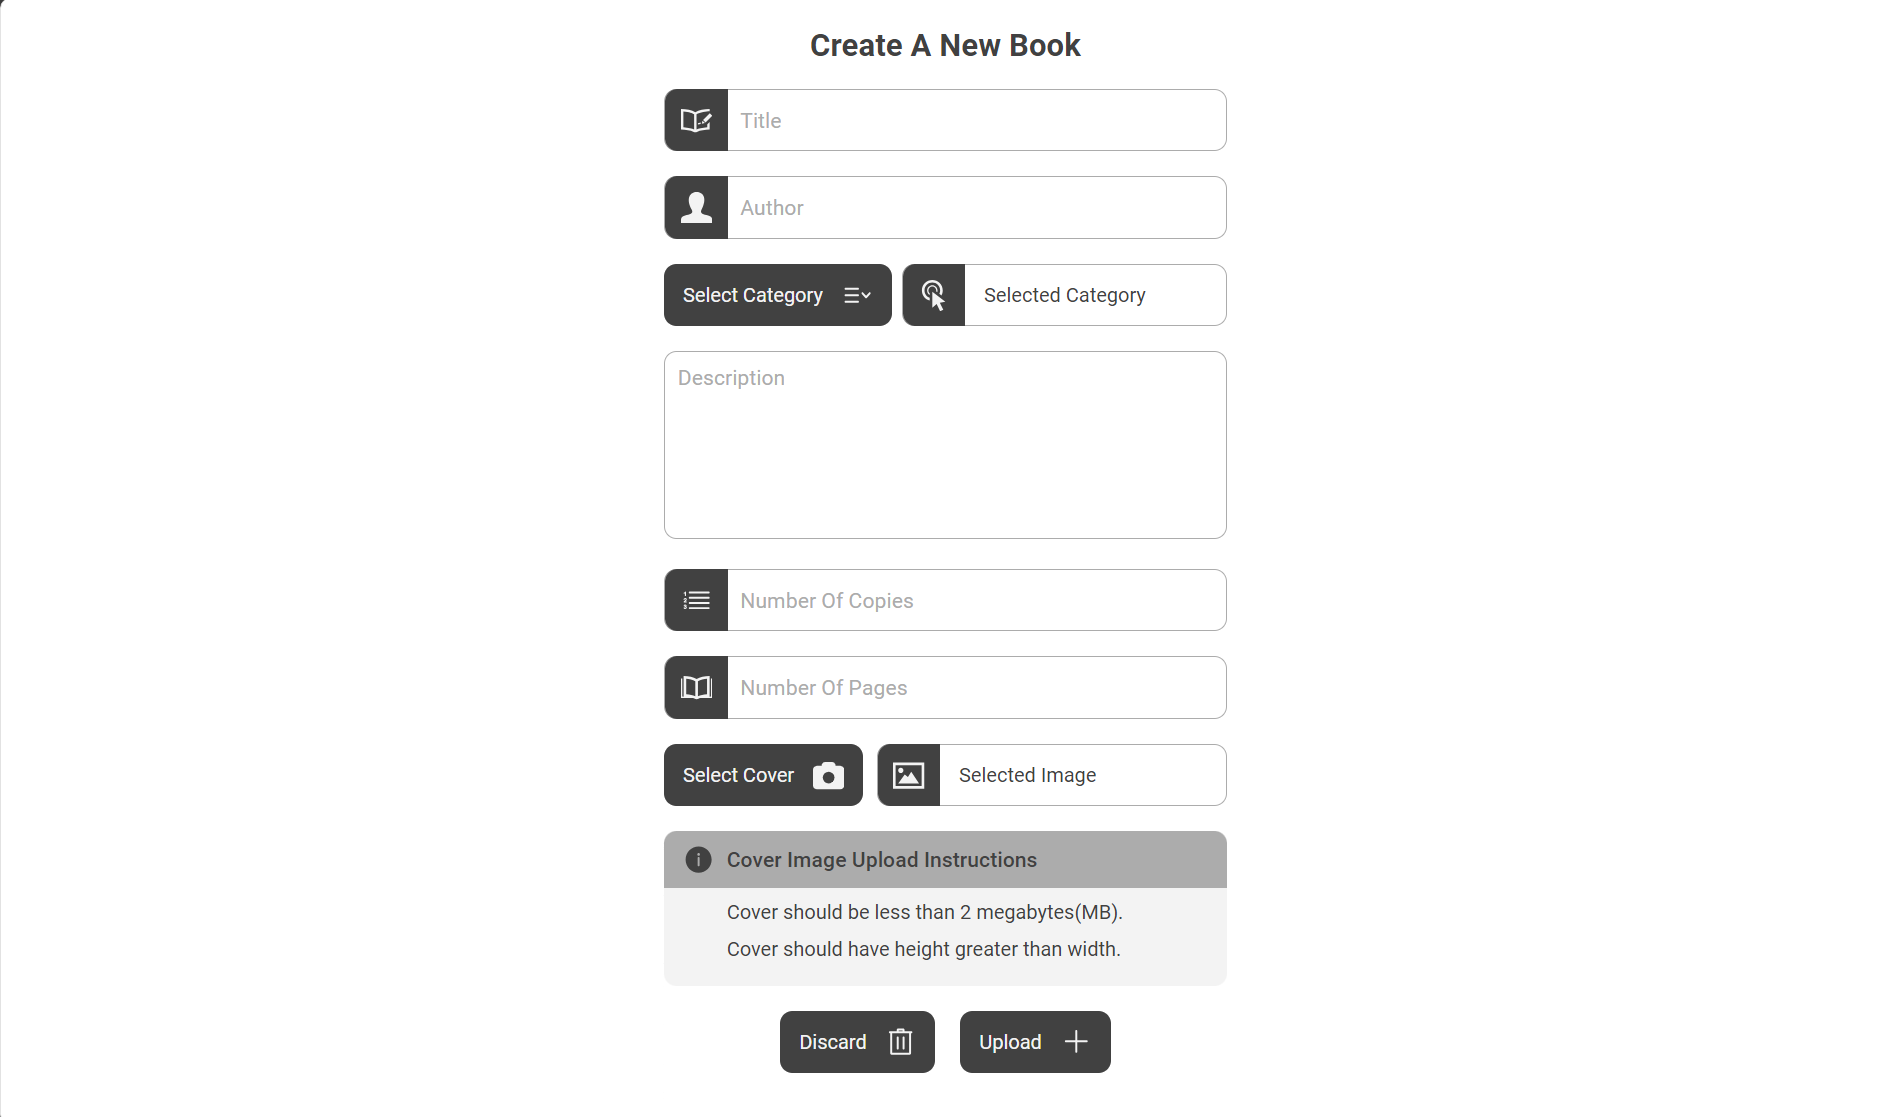 Create A New Book
Title
Author
Select Category
Selected Category
Description
Number Of Copies
Number Of Pages
Select Cover
Selected Image
Cover Image Upload Instructions
Cover should be less than 2 megabytes(MB).
Cover should have height greater than width.
Discard
Upload